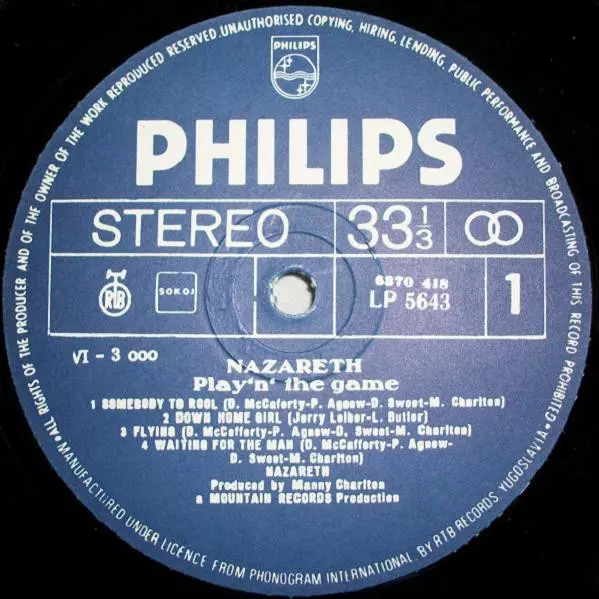 ALL RIGHTS OF THE PRODUCER AND OF THE OWNER OF THE WORK REPRODUCED RESERVED. UNAUTHORISED COPYING, HIRING, LENDING, PUBLIC PERFORMANCE AND BROADCASTING OF THIS RECORD PROHIBITED.
PHILIPS
PHILIPS
STEREO 33 1/3
RTB SOKOJ 6370 418 1
LP 5643
VI - 3 000
NAZARETH
Play'n' the game
1 SOMEBODY TO ROOL (D. McCafferty-P. Agnew-D. Sweet-M. Charlton)
2 DOWN HOME GIRL (Jerry Leiber-L. Butler)
3 FLYING (D. McCafferty-P. Agnew-D. Sweet-M. Charlton)
4 WAITING FOR THE MAN (D. McCafferty-P. Agnew-
D. Sweet-M. Charlton)
NAZARETH
Produced by Manny Charlton
a MOUNTAIN RECORDS Production
MANUFACTURED UNDER LICENCE FROM PHONOGRAM INTERNATIONAL. BY RTB RECORDS YUGOSLAVIA.